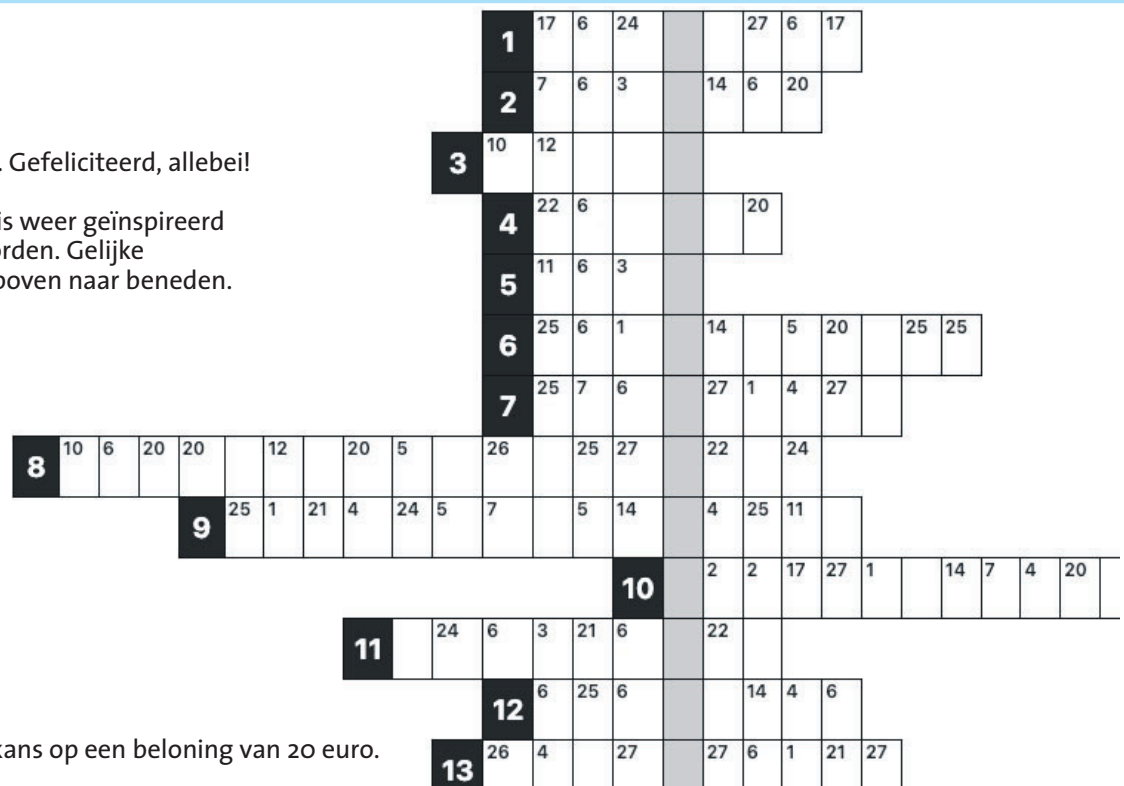 1 17 6 24 27 6 17
2 7 6 3 14 6 20
. Gefeliciteerd, allebei!
3 10 12
is weer geïnspireerd
4 22 6 20
orden. Gelijke
boven naar beneden.
5 11 6 3
6 25 6 1 14 5 20 25 25
7 25 7 6 27 1 4 27
8 10 6 20 20 12 20 5 26 25 27 22 24
9 25 1 21 4 24 5 7 5 14 4 25 11
10 2 2 17 27 1 14 7 4 20
11 24 6 3 21 6 22
12 6 25 6 14 4 6
kans op een beloning van 20 euro.
13 26 4 27 27 6 1 21 27